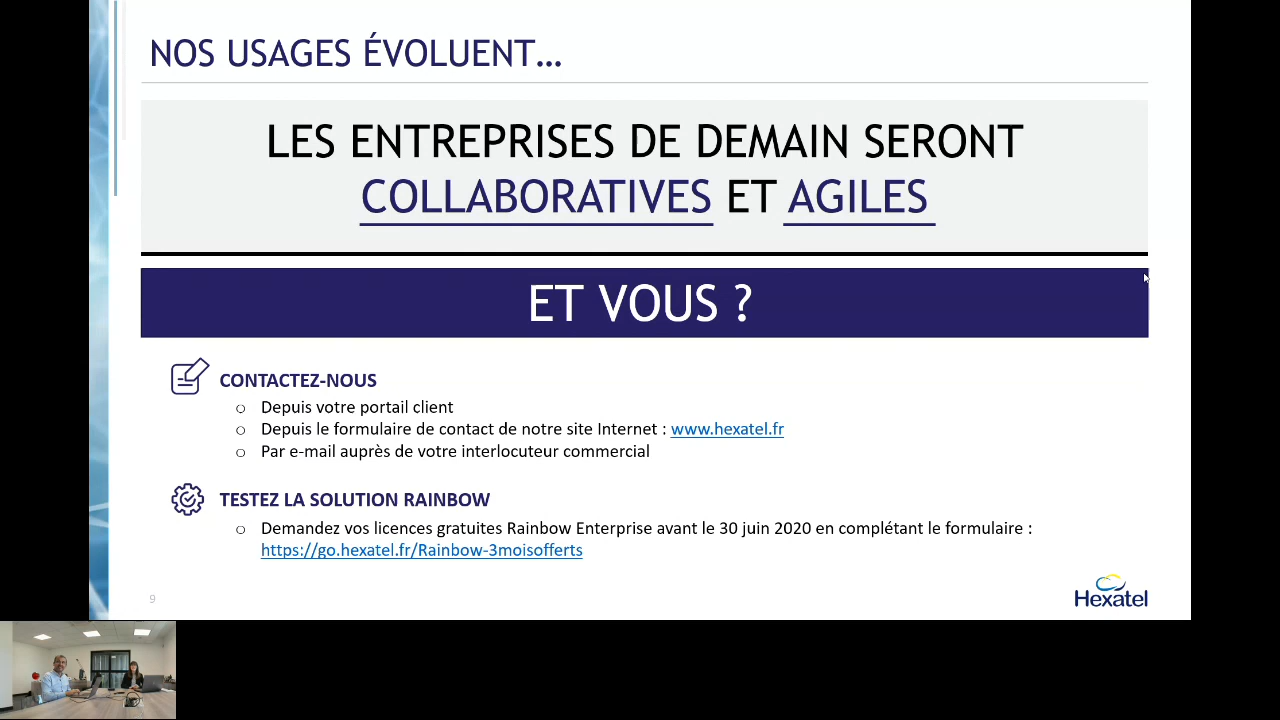 NOS USAGES ÉVOLUENT...
LES ENTREPRISES DE DEMAIN SERONT
COLLABORATIVES ET AGILES
ET VOUS ?
CONTACTEZ-NOUS
Depuis votre portail client
Depuis le formulaire de contact de notre site Internet : www.hexatel.fr
Par e-mail auprès de votre interlocuteur commercial
TESTEZ LA SOLUTION RAINBOW
Demandez vos licences gratuites Rainbow Enterprise avant le 30 juin 2020 en complétant le formulaire :
https://go.hexatel.fr/Rainbow-3moisofferts
9
Hexatel